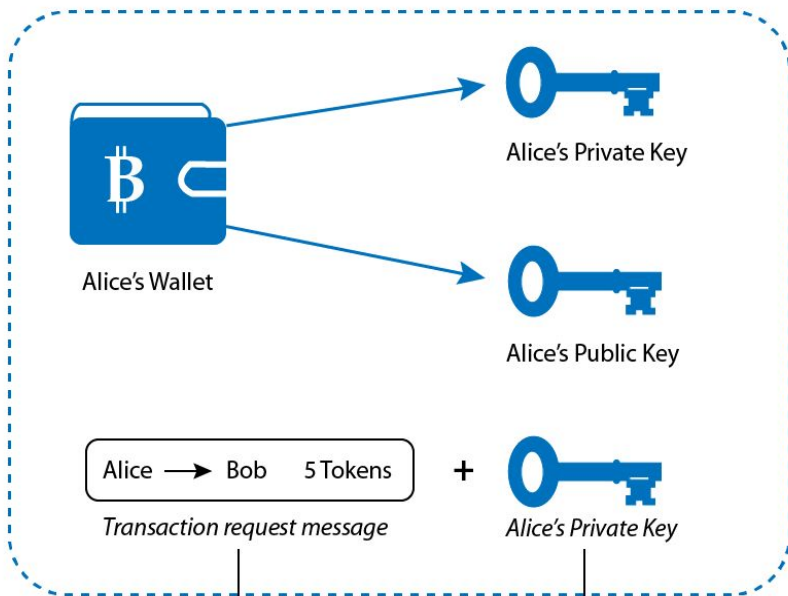 Alice's Private Key
Alice's Wallet
Alice's Public Key
Alice Bob 5 Tokens
+
Transaction request message
Alice's Private Key